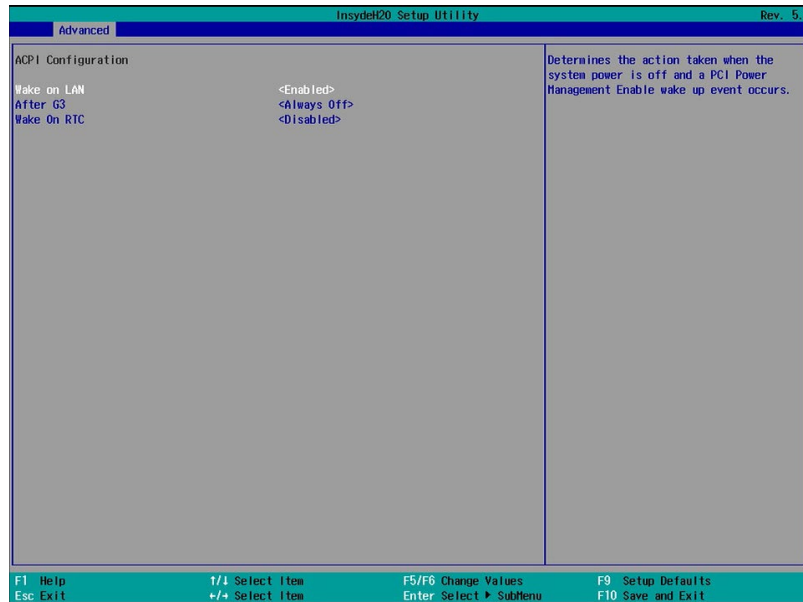 InsydeH20 Setup Utility Rev. 5.
Advanced
ACPI Configuration
Wake on LAN <Enabled>
After G3 <Always Off>
Wake On RTC <Disabled>
Determines the action taken when the
system power is off and a PCI Power
Management Enable wake up event occurs.
F1 Help ↑/↓ Select Item F5/F6 Change Values F9 Setup Defaults
Esc Exit ←/→ Select Item Enter Select ▶ SubMenu F10 Save and Exit